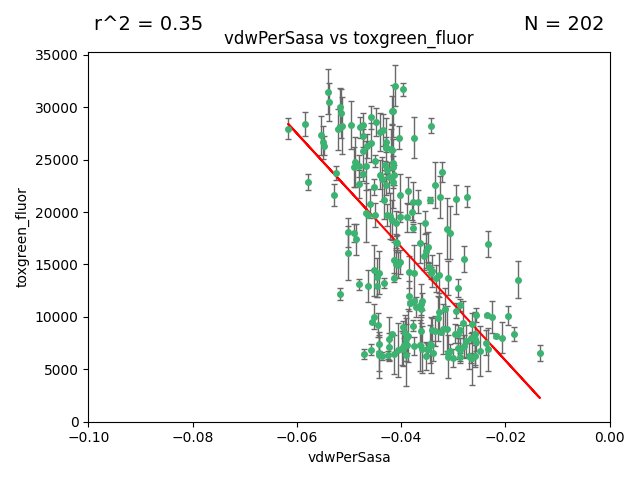 r^2 = 0.35 N = 202
vdwPerSasa vs toxgreen_fluor
35000
30000
25000
20000
15000
10000
5000
0
toxgreen_fluor
−0.10 −0.08 −0.06 −0.04 −0.02 0.00
vdwPerSasa